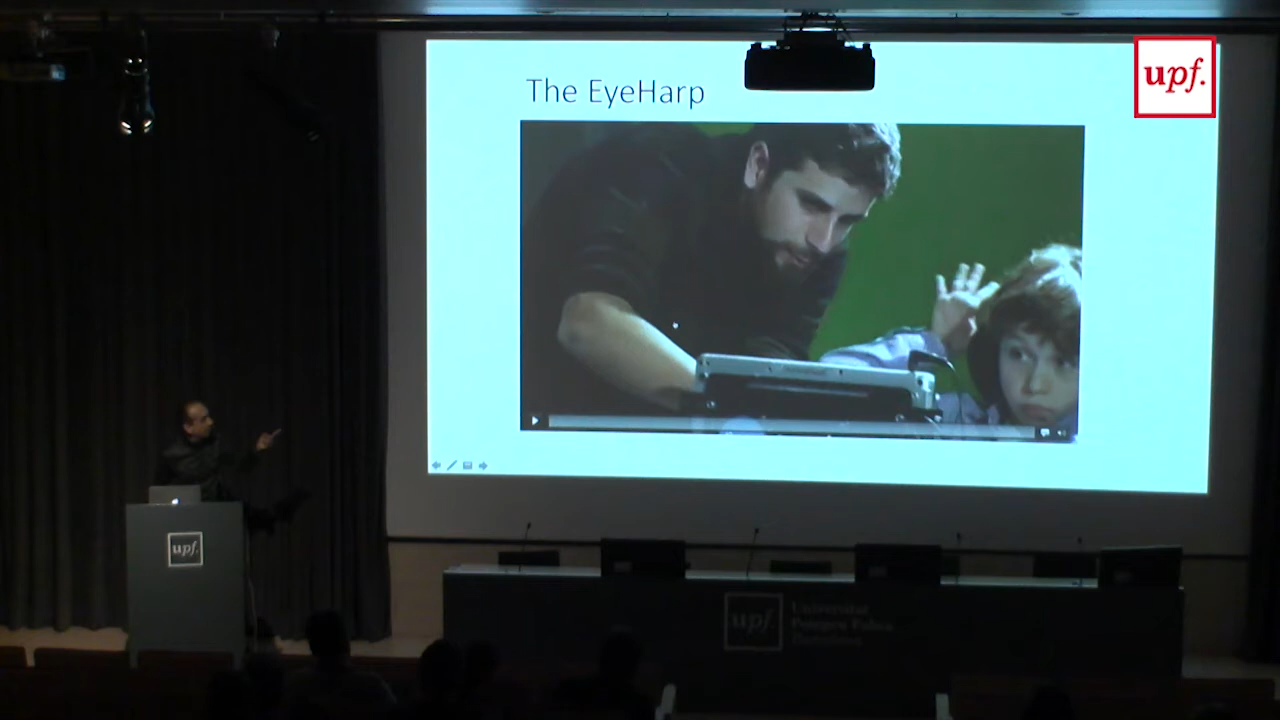 The EyeHarp
upf.
upf.
upf.
Universitat
Pompeu Fabra
Barcelona